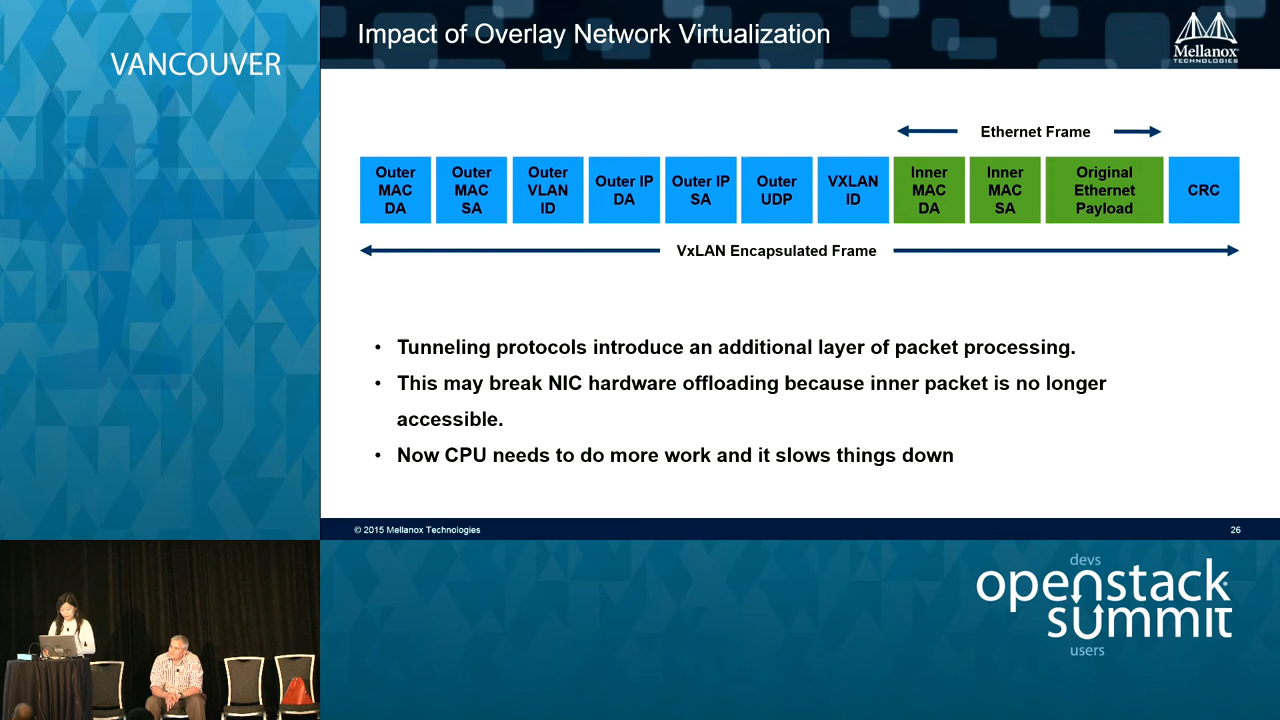 VANCOUVER
Impact of Overlay Network Virtualization
Mellanox
TECHNOLOGIES
Ethernet Frame
Outer
MAC
DA
Outer
MAC
SA
Outer
VLAN
ID
Outer IP
DA
Outer IP
SA
Outer
UDP
VXLAN
ID
Inner
MAC
DA
Inner
MAC
SA
Original
Ethernet
Payload
CRC
VxLAN Encapsulated Frame
• Tunneling protocols introduce an additional layer of packet processing.
• This may break NIC hardware offloading because inner packet is no longer
accessible.
• Now CPU needs to do more work and it slows things down
© 2015 Mellanox Technologies
26
devs
openstack
summit
users